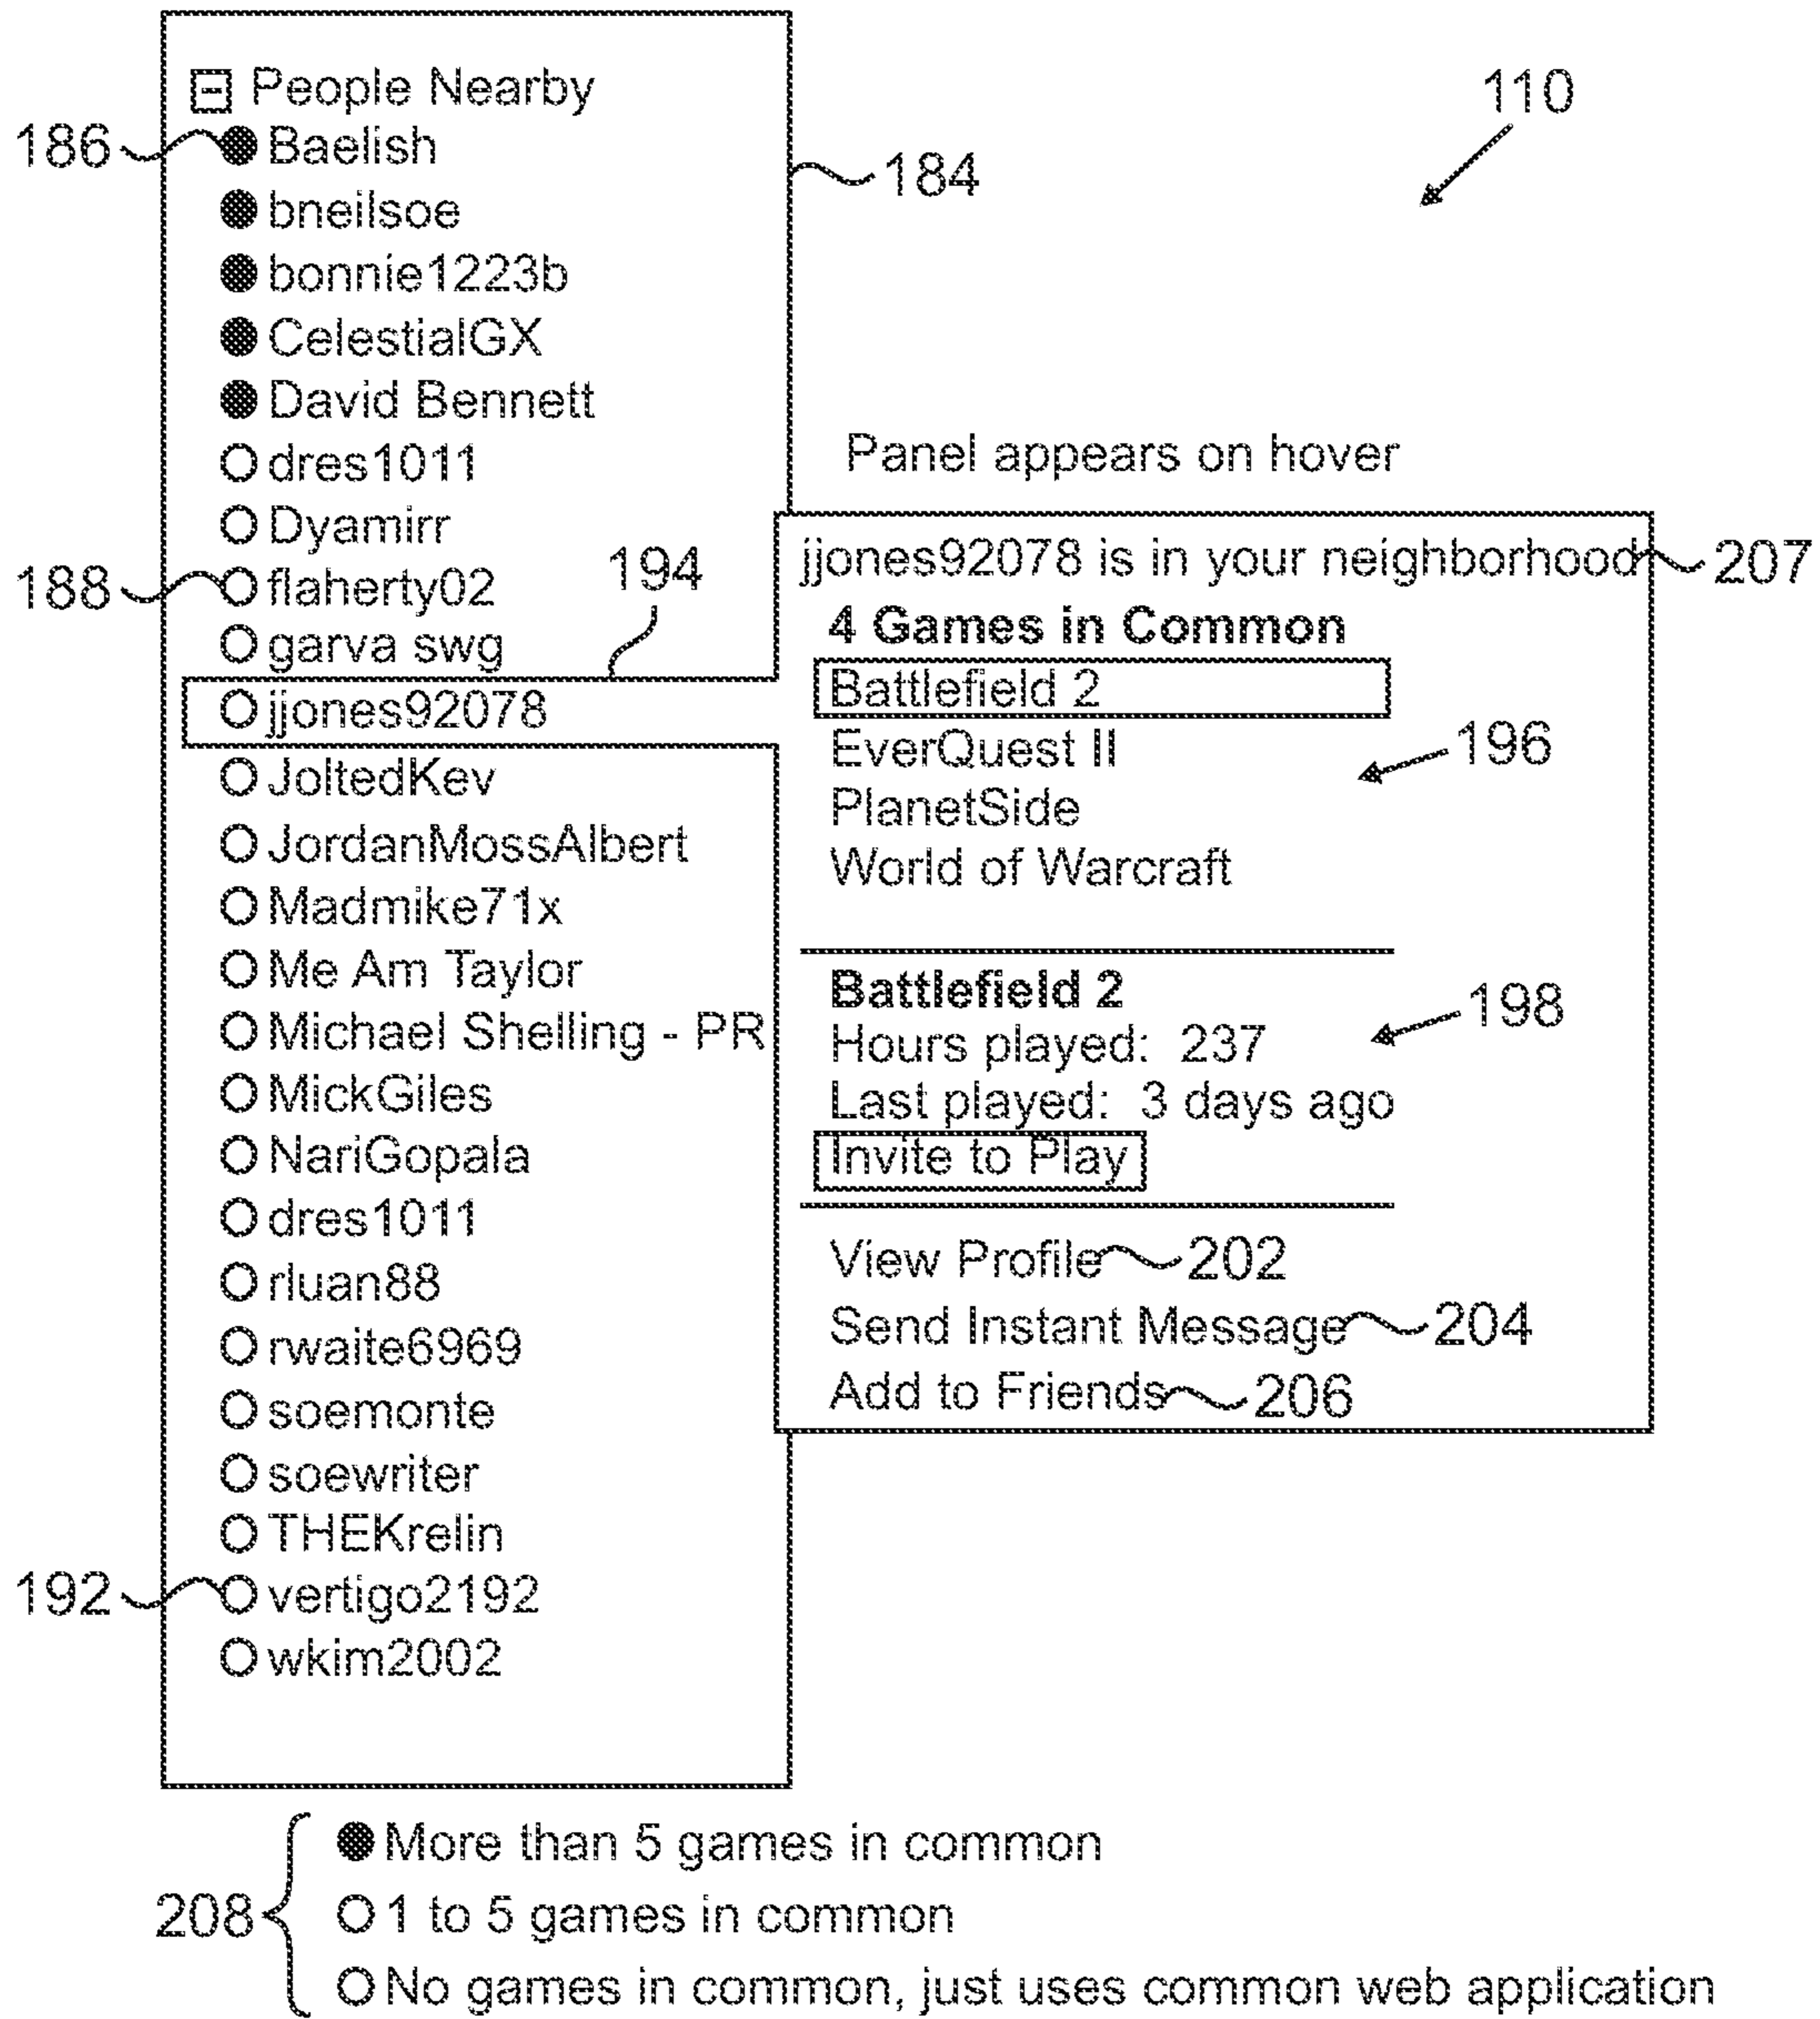 110
People Nearby
186
Baelish
184
bneilsoe
bonnie1223b
CelestialGX
David Bennett
dres1011
Dyamirr
188
flaherty02
garva swg
194
jjones92078
JoltedKev
JordanMossAlbert
Madmike71x
Me Am Taylor
Michael Shelling - PR
MickGiles
NariGopala
dres1011
rluan88
rwaite6969
soemonte
soewriter
THEKrelin
192
vertigo2192
wkim2002
Panel appears on hover
jjones92078 is in your neighborhood
207
4 Games in Common
Battlefield 2
EverQuest II
196
PlanetSide
World of Warcraft
Battlefield 2
198
Hours played: 237
Last played: 3 days ago
Invite to Play
View Profile 202
Send Instant Message 204
Add to Friends 206
208
More than 5 games in common
1 to 5 games in common
No games in common, just uses common web application